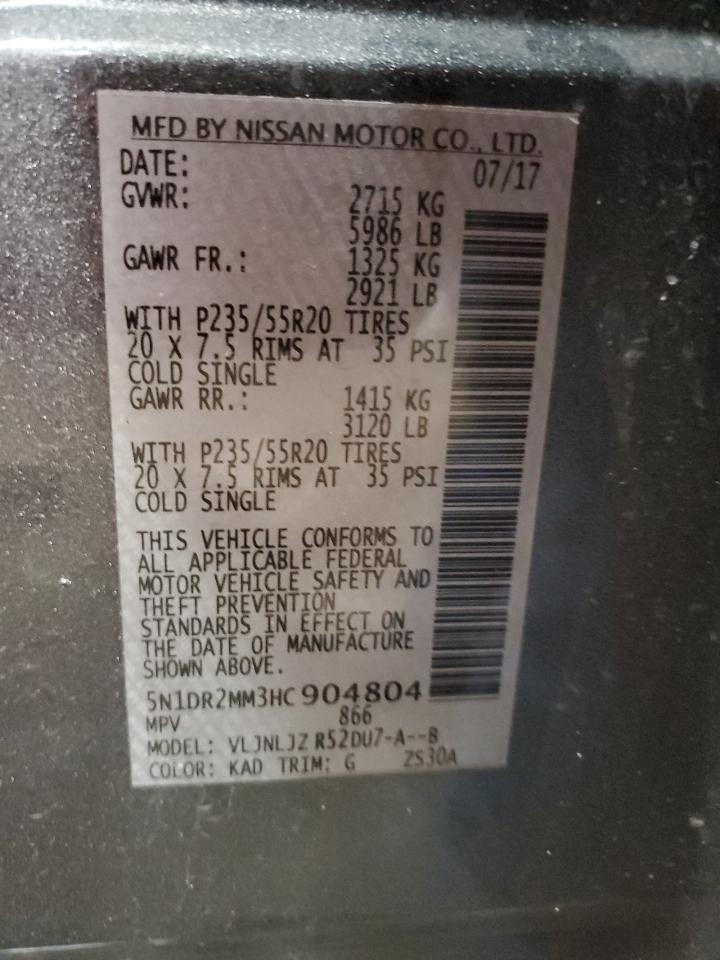 MFD BY NISSAN MOTOR CO., LTD.
DATE: 07/17
GVWR: 2715 KG
5986 LB
GAWR FR.: 1325 KG
2921 LB
WITH P235/55R20 TIRES
20 X 7.5 RIMS AT 35 PSI
COLD SINGLE
GAWR RR.: 1415 KG
3120 LB
WITH P235/55R20 TIRES
20 X 7.5 RIMS AT 35 PSI
COLD SINGLE
THIS VEHICLE CONFORMS TO
ALL APPLICABLE FEDERAL
MOTOR VEHICLE SAFETY AND
THEFT PREVENTION
STANDARDS IN EFFECT ON
THE DATE OF MANUFACTURE
SHOWN ABOVE.
5N1DR2MM3HC904804
MPV 866
MODEL: VLJNLJZ R52DU7-A--B
COLOR: KAD TRIM: G ZS30A